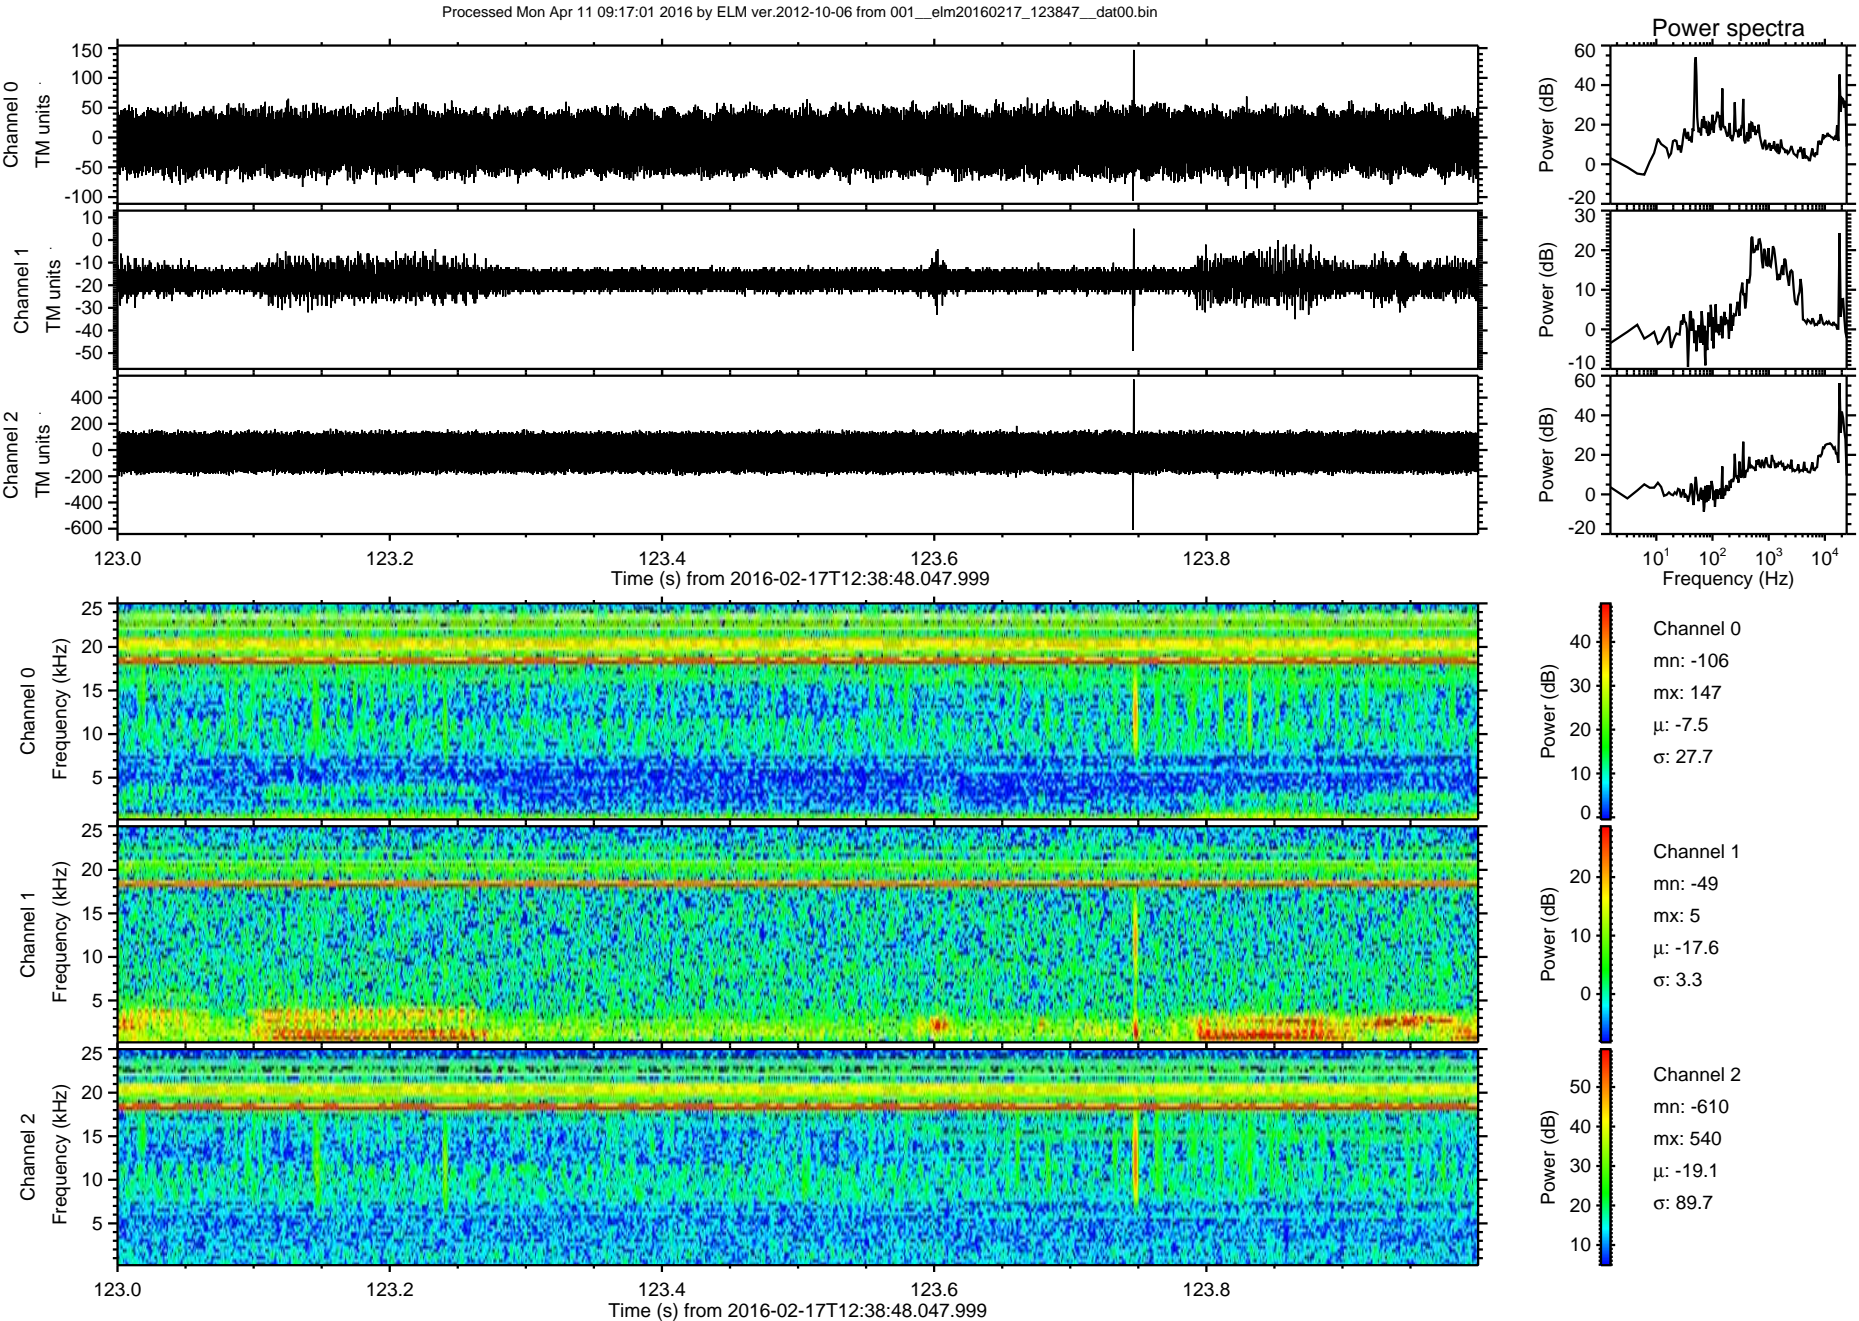 Processed Mon Apr 11 09:17:01 2016 by ELM ver.2012-10-06 from 001__elm20160217_123847__dat00.bin
Power spectra
Channel 0
TM units
150
100
50
0
-50
-100
Power (dB)
60
40
20
0
-20
Channel 1
TM units
10
0
-10
-20
-30
-40
-50
Power (dB)
30
20
10
0
-10
Channel 2
TM units
400
200
0
-200
-400
-600
Power (dB)
60
40
20
0
-20
123.0 123.2 123.4 123.6 123.8
Time (s) from 2016-02-17T12:38:48.047.999
10^1 10^2 10^3 10^4
Frequency (Hz)
Channel 0
Frequency (kHz)
25
20
15
10
5
Power (dB)
40
30
20
10
0
Channel 0
mn: -106
mx: 147
μ: -7.5
σ: 27.7
Channel 1
Frequency (kHz)
25
20
15
10
5
Power (dB)
20
10
0
Channel 1
mn: -49
mx: 5
μ: -17.6
σ: 3.3
Channel 2
Frequency (kHz)
25
20
15
10
5
Power (dB)
50
40
30
20
10
Channel 2
mn: -610
mx: 540
μ: -19.1
σ: 89.7
123.0 123.2 123.4 123.6 123.8
Time (s) from 2016-02-17T12:38:48.047.999